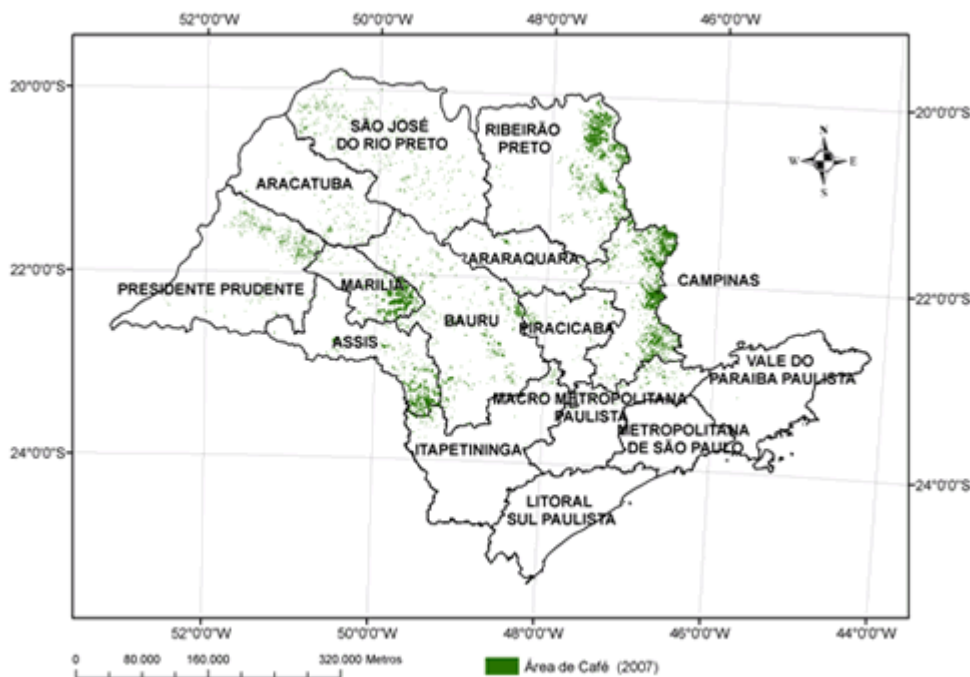 52°0'0"W 50°0'0"W 48°0'0"W 46°0'0"W
20°0'0"S
20°0'0"S
SÃO JOSÉ
DO RIO PRETO
RIBEIRÃO
PRETO
N
W E
S
ARACATUBA
22°0'0"S
ARARAQUARA
CAMPINAS
22°0'0"S
PRESIDENTE PRUDENTE
MARILIA
BAURU
PIRACICABA
ASSIS
VALE DO
PARAIBA PAULISTA
MACRO METROPOLITANA
PAULISTA
METROPOLITANA
DE SÃO PAULO
ITAPETININGA
24°0'0"S
24°0'0"S
LITORAL
SUL PAULISTA
52°0'0"W 50°0'0"W 48°0'0"W 46°0'0"W 44°0'0"W
0 80.000 160.000 320.000 Metros
Área de Café (2007)